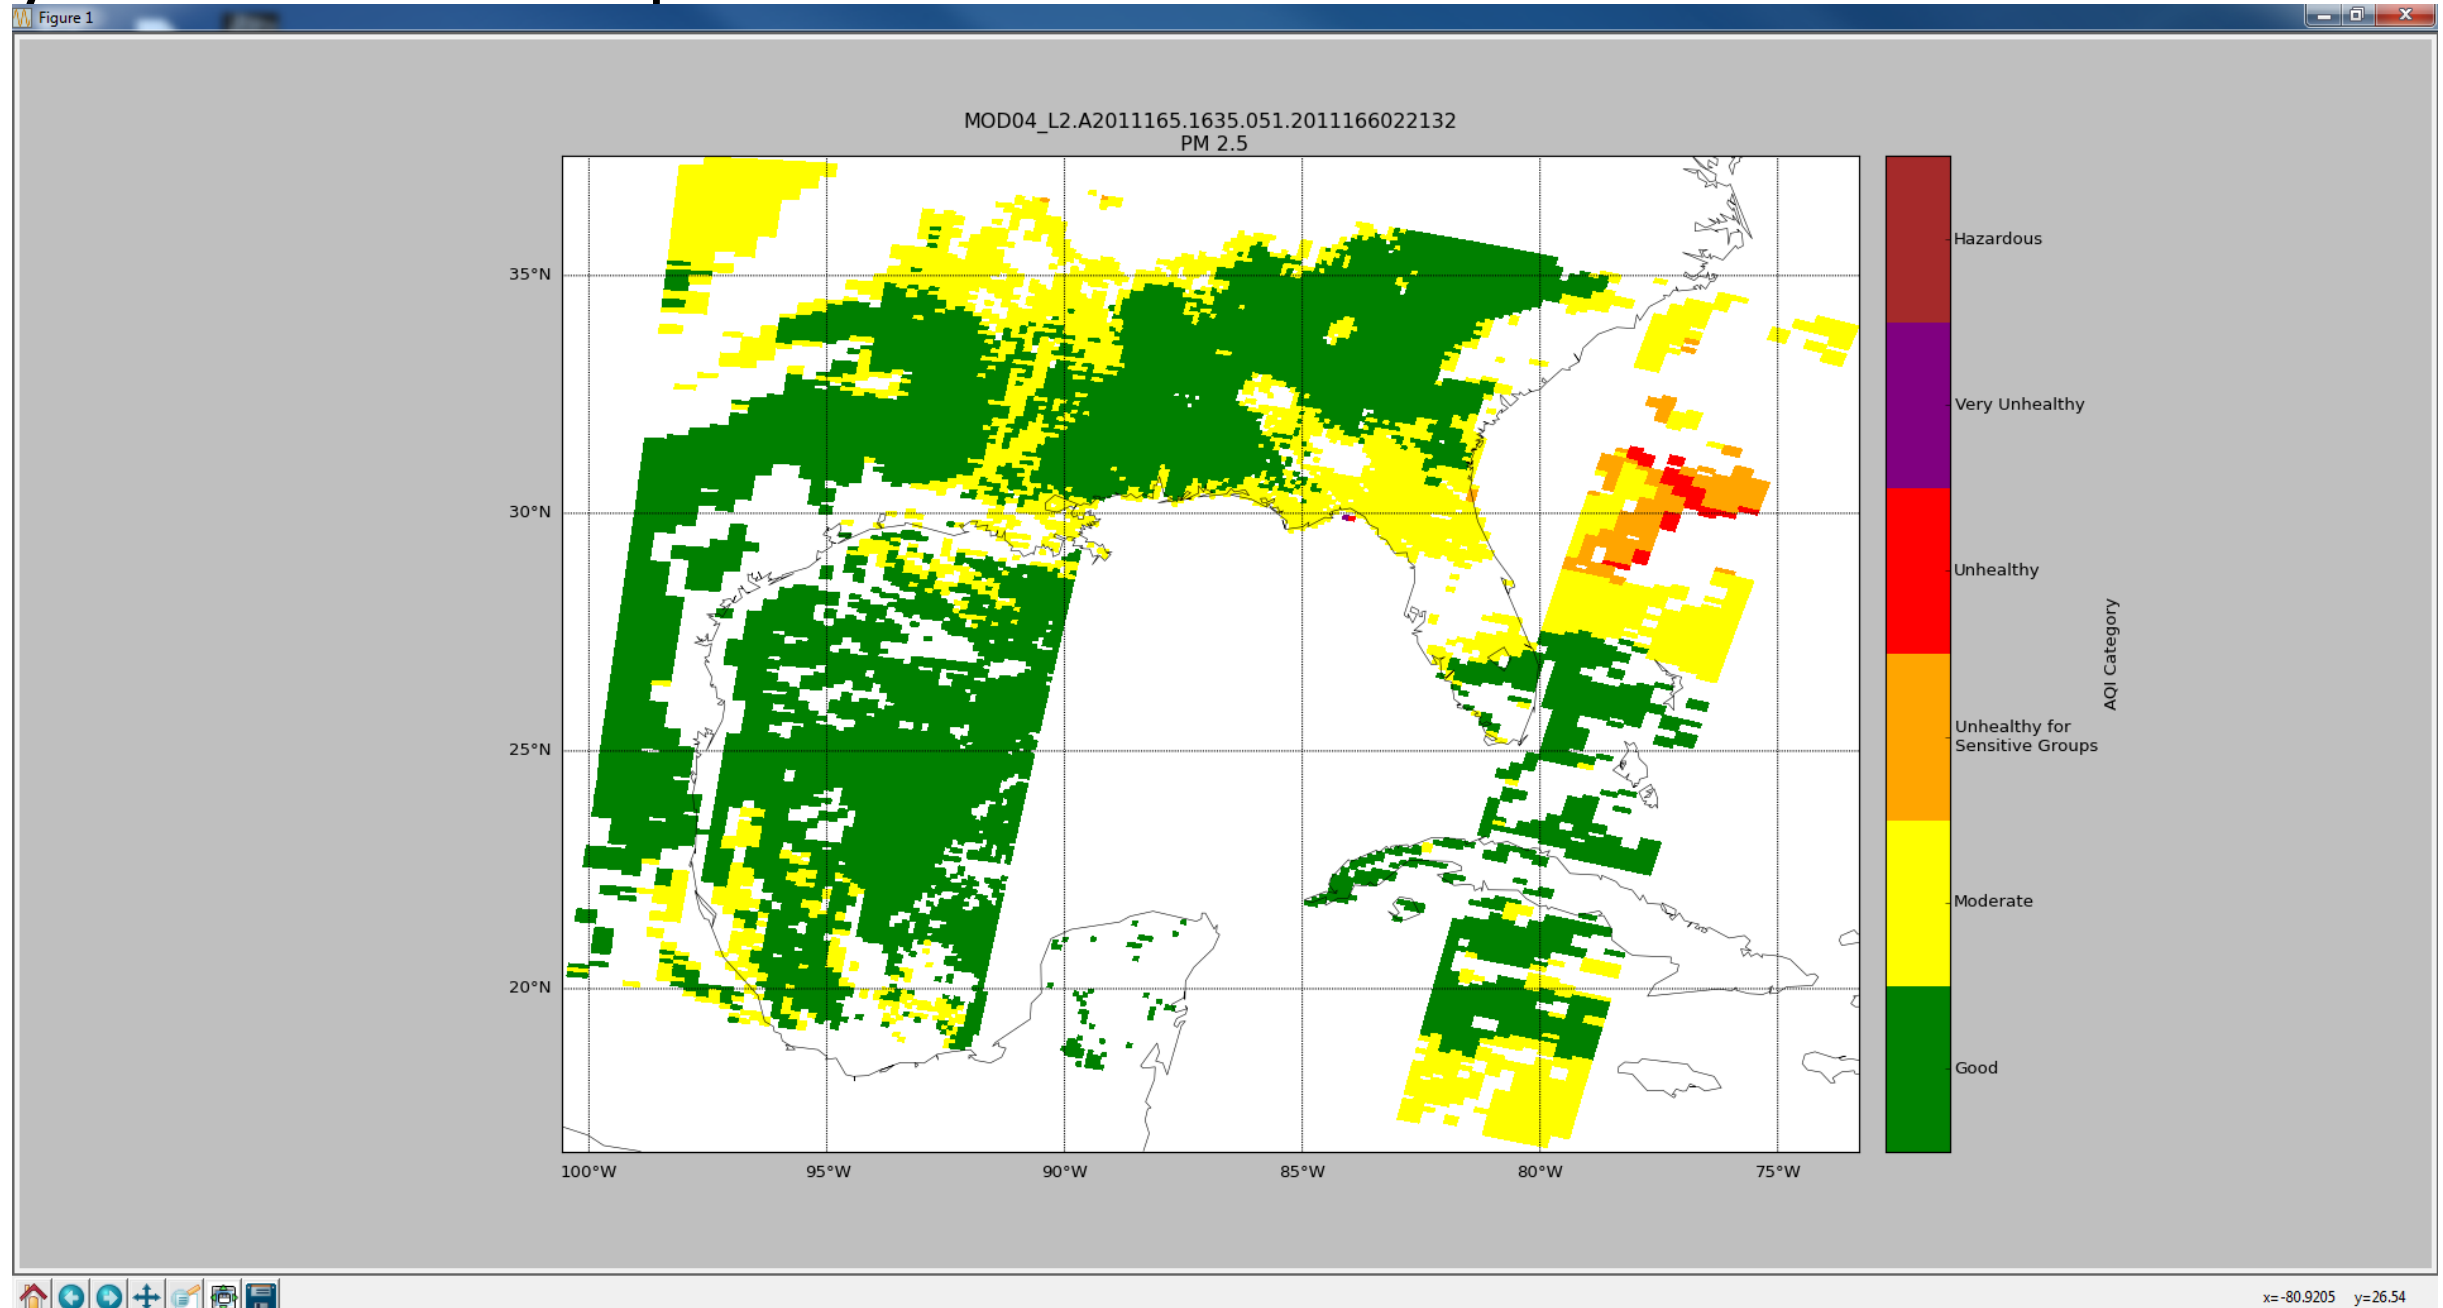 Figure 1
MOD04_L2.A2011165.1635.051.2011166022132
PM 2.5
35°N
30°N
25°N
20°N
100°W
95°W
90°W
85°W
80°W
75°W
Hazardous
Very Unhealthy
Unhealthy
Unhealthy for
Sensitive Groups
Moderate
Good
AQI Category
x=-80.9205 y=26.54